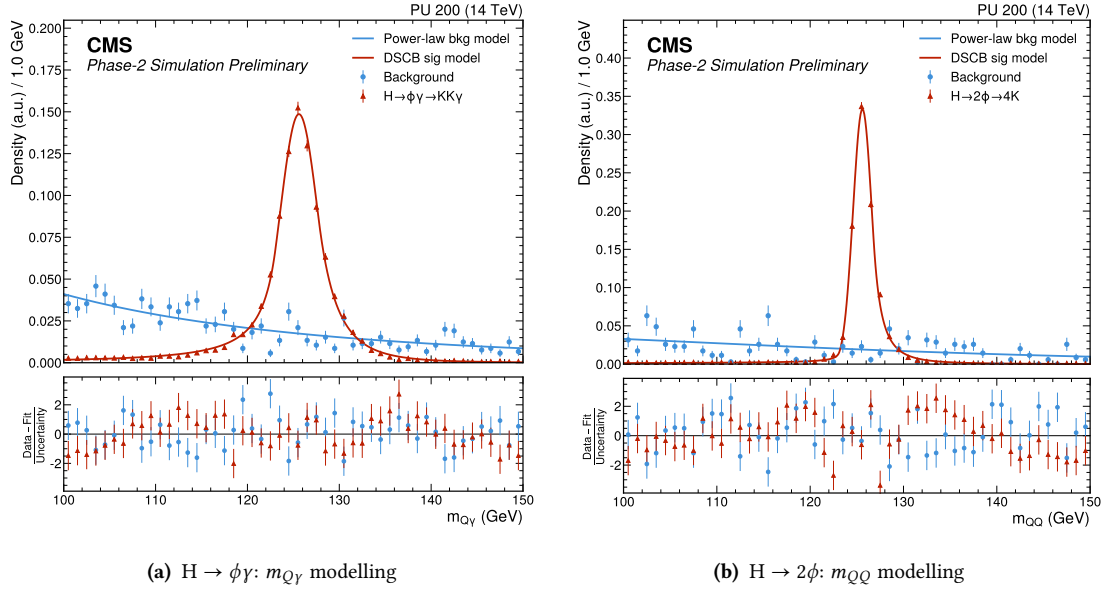 PU 200 (14 TeV)
CMS
Phase-2 Simulation Preliminary
Power-law bkg model
DSCB sig model
Background
H→ϕγ→KKγ
Density (a.u.) / 1.0 GeV
0.200
0.175
0.150
0.125
0.100
0.075
0.050
0.025
0.000
Data – Fit
Uncertainty
2
0
−2
100 110 120 130 140 150
m_Qγ (GeV)
(a) H → ϕγ: m_Qγ modelling
PU 200 (14 TeV)
CMS
Phase-2 Simulation Preliminary
Power-law bkg model
DSCB sig model
Background
H→2ϕ→4K
Density (a.u.) / 1.0 GeV
0.40
0.35
0.30
0.20
0.15
0.10
0.05
0.00
Data – Fit
Uncertainty
2
0
−2
100 110 120 130 140 150
m_QQ (GeV)
(b) H → 2ϕ: m_QQ modelling